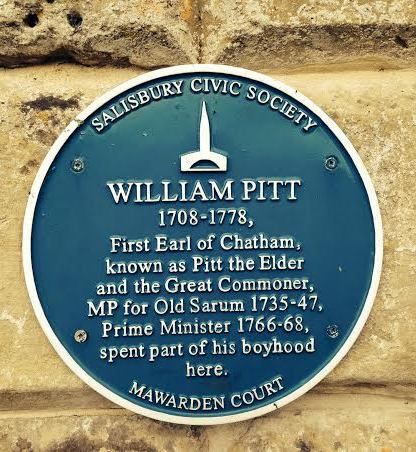 SALISBURY CIVIC SOCIETY
WILLIAM PITT
1708-1778,
First Earl of Chatham,
known as Pitt the Elder
and the Great Commoner,
MP for Old Sarum 1735-47,
Prime Minister 1766-68,
spent part of his boyhood
here.
MAWARDEN COURT